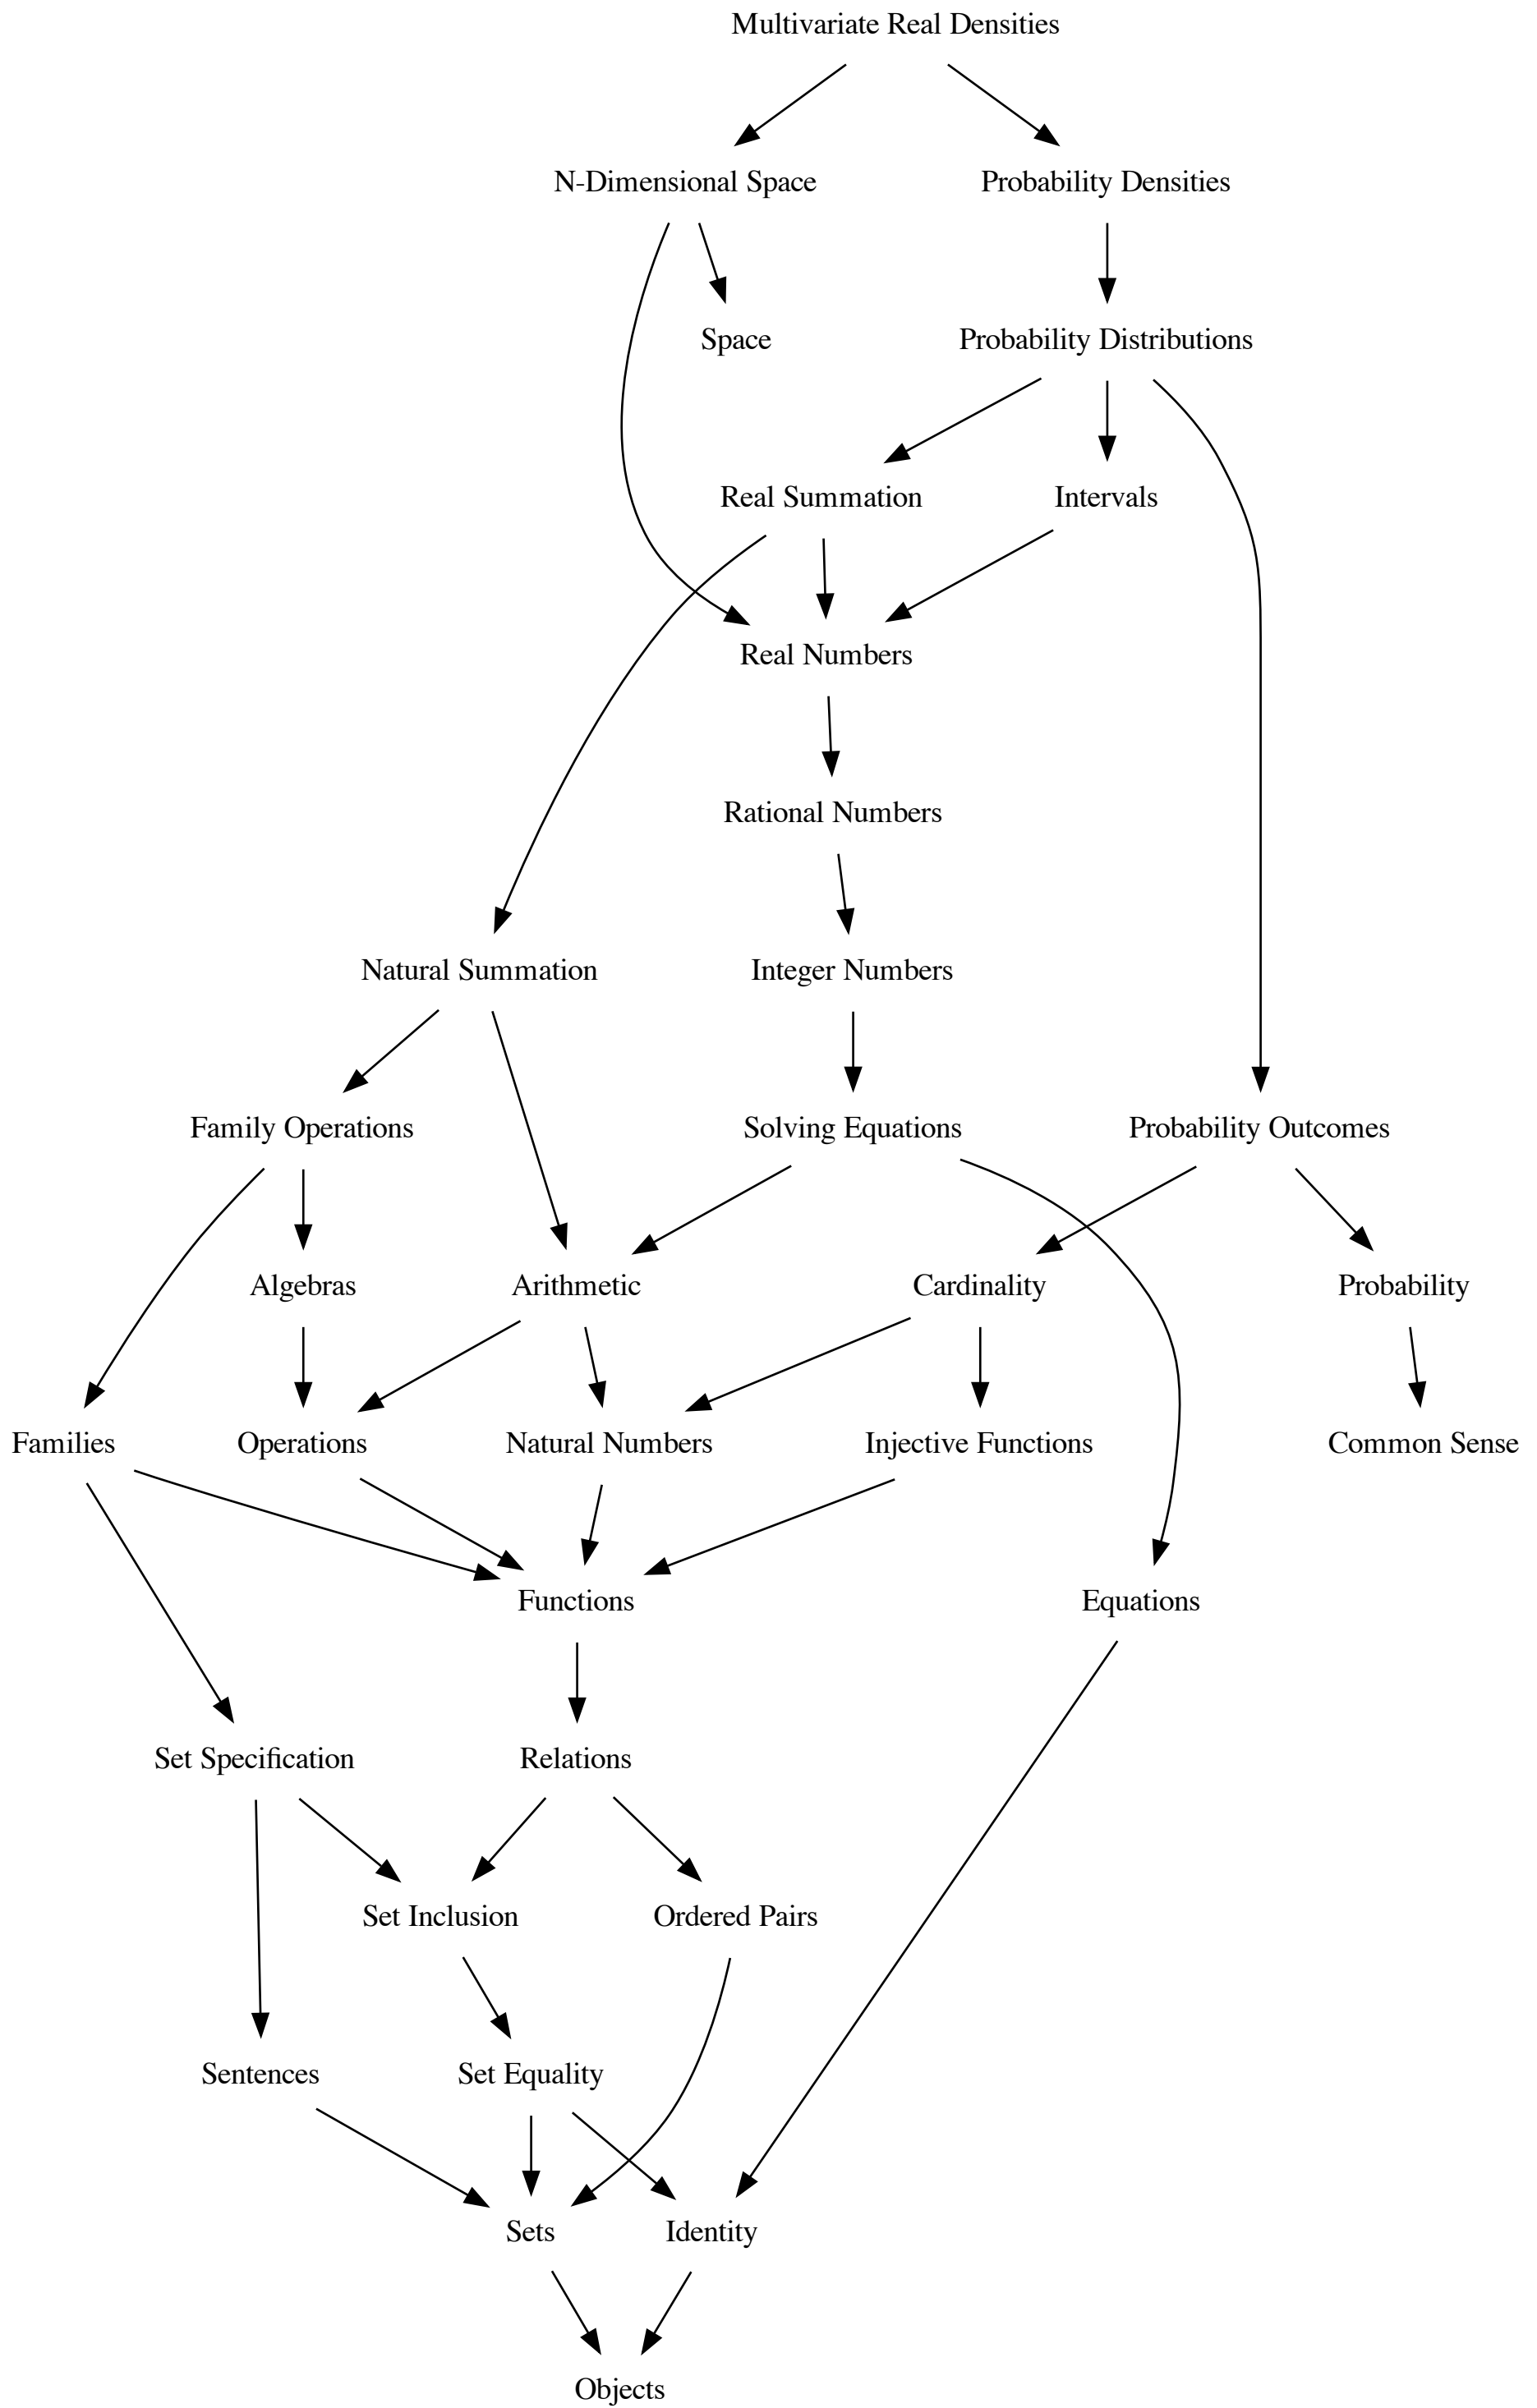 Multivariate Real Densities
N-Dimensional Space
Probability Densities
Space
Probability Distributions
Real Summation
Intervals
Real Numbers
Rational Numbers
Natural Summation
Integer Numbers
Family Operations
Solving Equations
Probability Outcomes
Algebras
Arithmetic
Cardinality
Probability
Families
Operations
Natural Numbers
Injective Functions
Common Sense
Functions
Equations
Set Specification
Relations
Set Inclusion
Ordered Pairs
Sentences
Set Equality
Sets
Identity
Objects